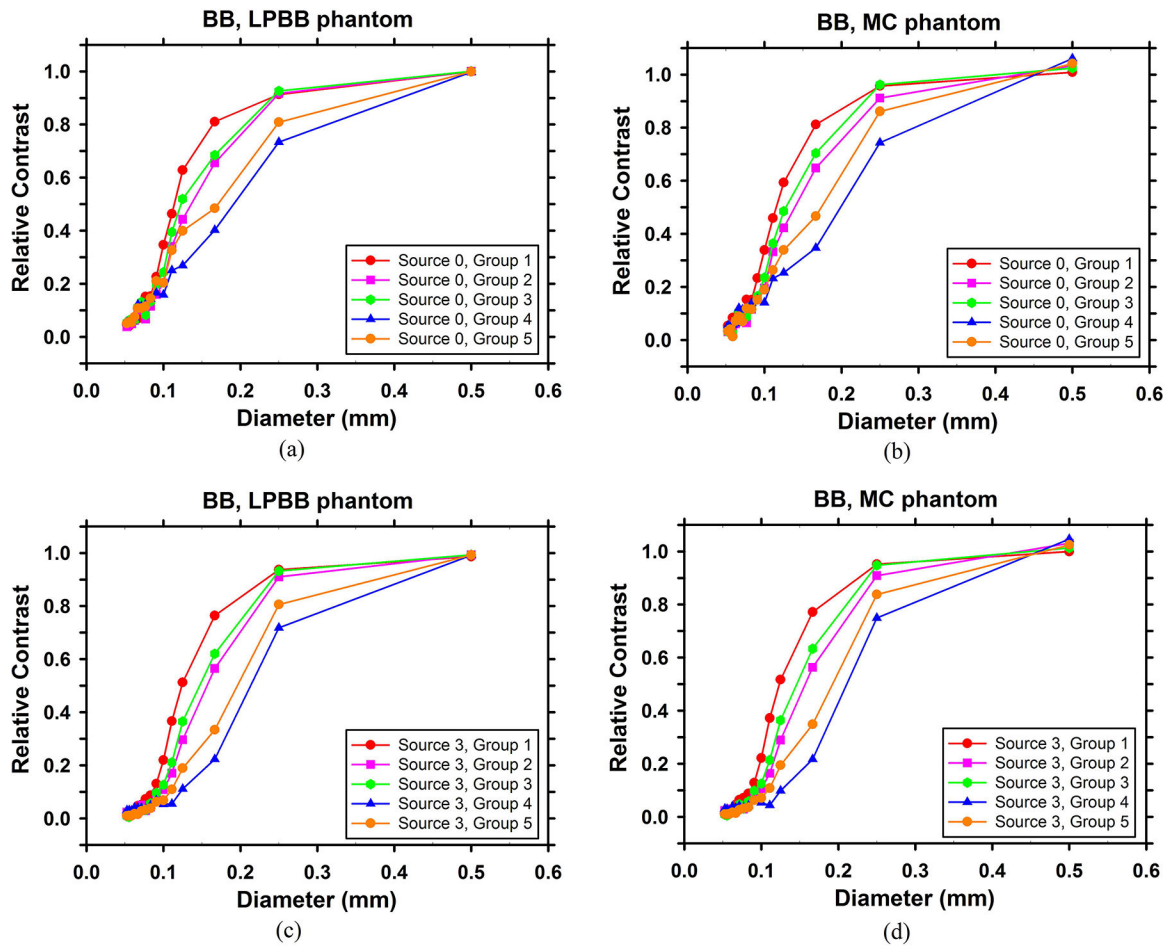 BB, LPBB phantom
Relative Contrast
1.0
0.8
0.6
0.4
0.2
0.0
Source 0, Group 1
Source 0, Group 2
Source 0, Group 3
Source 0, Group 4
Source 0, Group 5
0.0 0.1 0.2 0.3 0.4 0.5 0.6
Diameter (mm)
(a)
BB, MC phantom
Relative Contrast
1.0
0.8
0.6
0.4
0.2
0.0
Source 0, Group 1
Source 0, Group 2
Source 0, Group 3
Source 0, Group 4
Source 0, Group 5
0.0 0.1 0.2 0.3 0.4 0.5 0.6
Diameter (mm)
(b)
BB, LPBB phantom
Relative Contrast
1.0
0.8
0.6
0.4
0.2
0.0
Source 3, Group 1
Source 3, Group 2
Source 3, Group 3
Source 3, Group 4
Source 3, Group 5
0.0 0.1 0.2 0.3 0.4 0.5 0.6
Diameter (mm)
(c)
BB, MC phantom
Relative Contrast
1.0
0.8
0.6
0.4
0.2
0.0
Source 3, Group 1
Source 3, Group 2
Source 3, Group 3
Source 3, Group 4
Source 3, Group 5
0.0 0.1 0.2 0.3 0.4 0.5 0.6
Diameter (mm)
(d)